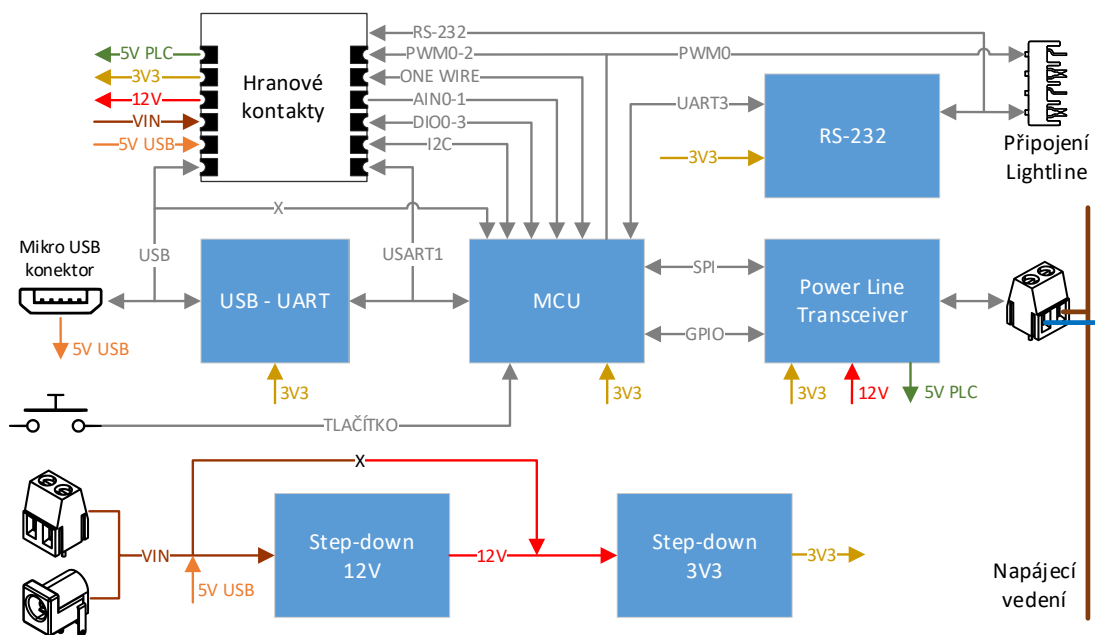 RS-232
5V PLC
PWM0-2
PWM0
3V3
Hranové
kontakty
ONE WIRE
12V
AIN0-1
UART3
RS-232
VIN
DIO0-3
Připojení
Lightline
5V USB
I2C
3V3
X
Mikro USB
konektor
USB
USART1
USB - UART
MCU
SPI
Power Line
Transceiver
GPIO
5V USB
3V3
3V3
3V3
12V
5V PLC
TLAČÍTKO
X
VIN
Step-down
12V
12V
Step-down
3V3
3V3
5V USB
Napájecí
vedení